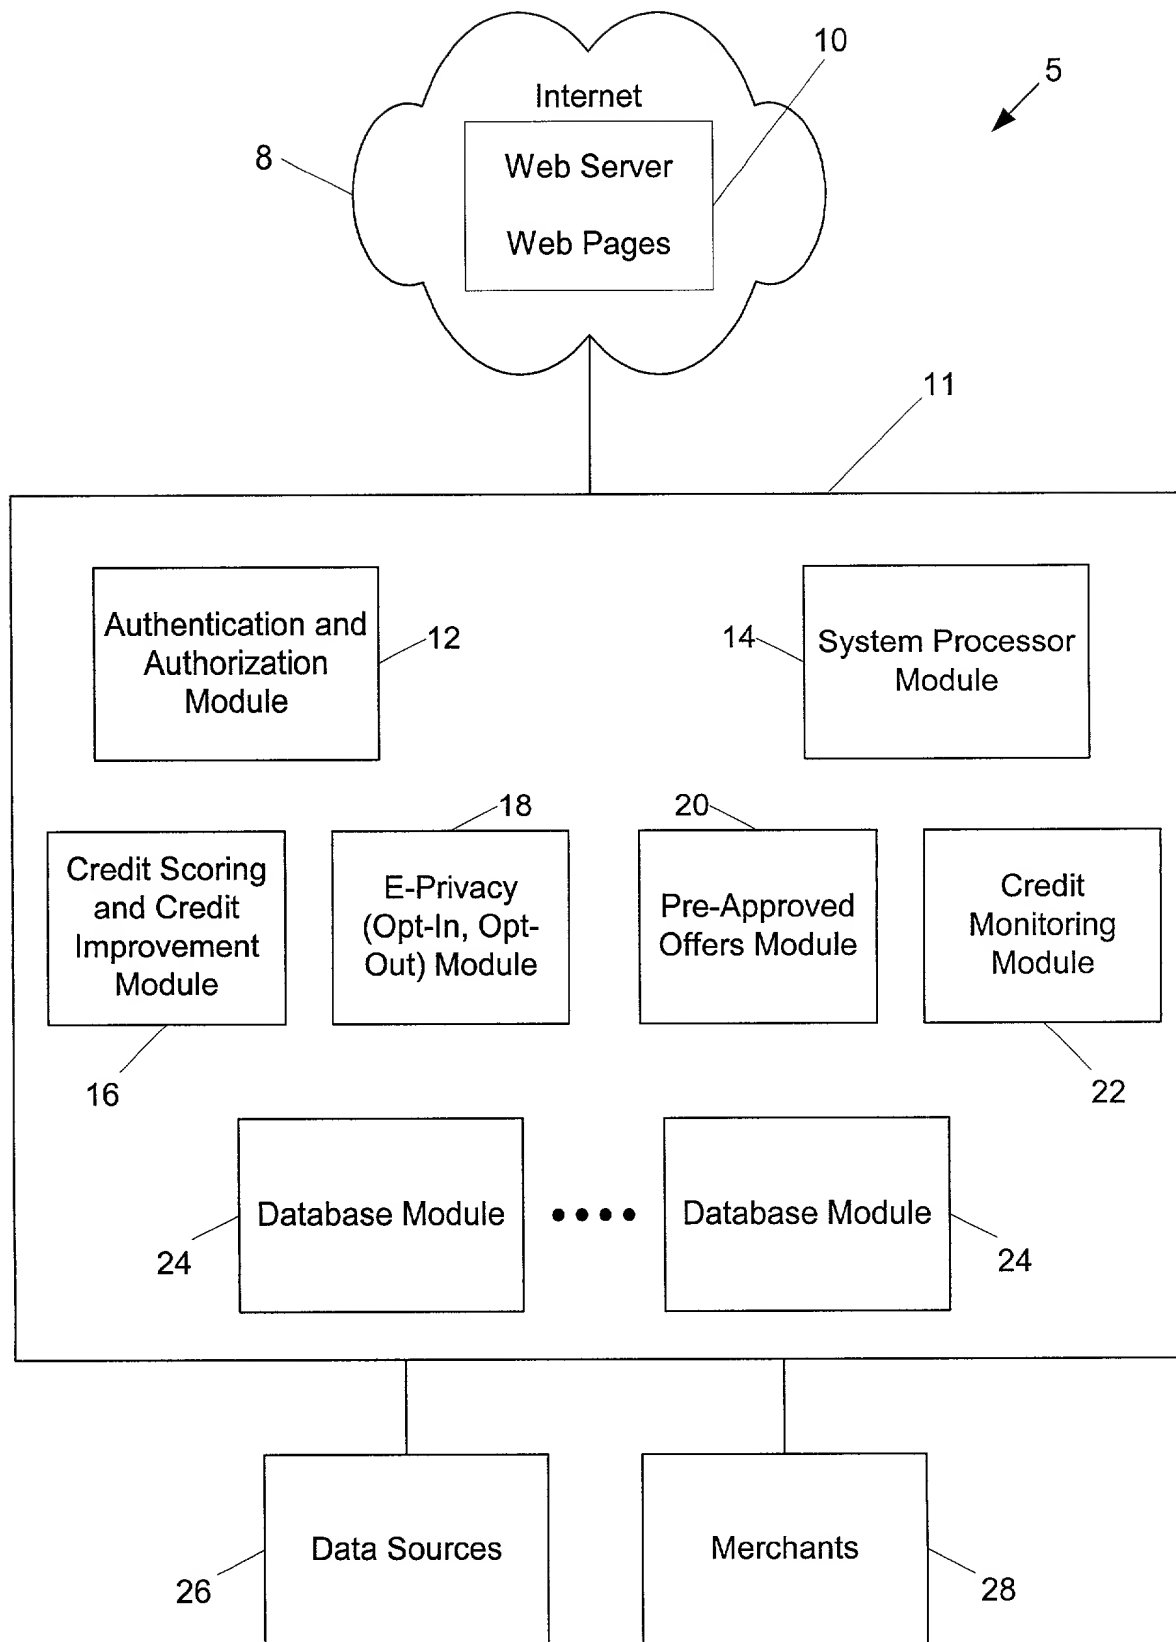 10
5
Internet
8
Web Server
Web Pages
11
Authentication and
Authorization
Module
12
14
System Processor
Module
18
20
Credit Scoring
and Credit
Improvement
Module
E-Privacy
(Opt-In, Opt-
Out) Module
Pre-Approved
Offers Module
Credit
Monitoring
Module
16
22
Database Module
Database Module
24
24
Data Sources
Merchants
26
28